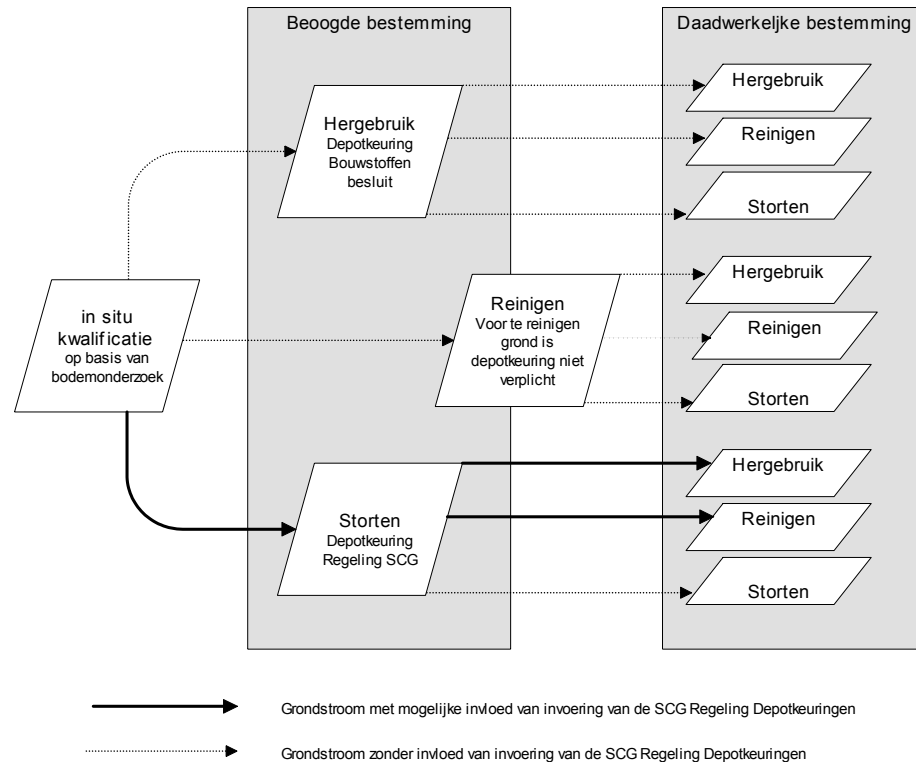 Beoogde bestemming
Daadwerkelijke bestemming
Hergebruik
Depotkeuring
Bouwstoffen
besluit
Hergebruik
Reinigen
Storten
in situ
kwalificatie
op basis van
bodemonderzoek
Reinigen
Voor te reinigen
grond is
depotkeuring niet
verplicht
Hergebruik
Reinigen
Storten
Storten
Depotkeuring
Regeling SCG
Hergebruik
Reinigen
Storten
Grondstroom met mogelijke invloed van invoering van de SCG Regeling Depotkeuringen
Grondstroom zonder invloed van invoering van de SCG Regeling Depotkeuringen